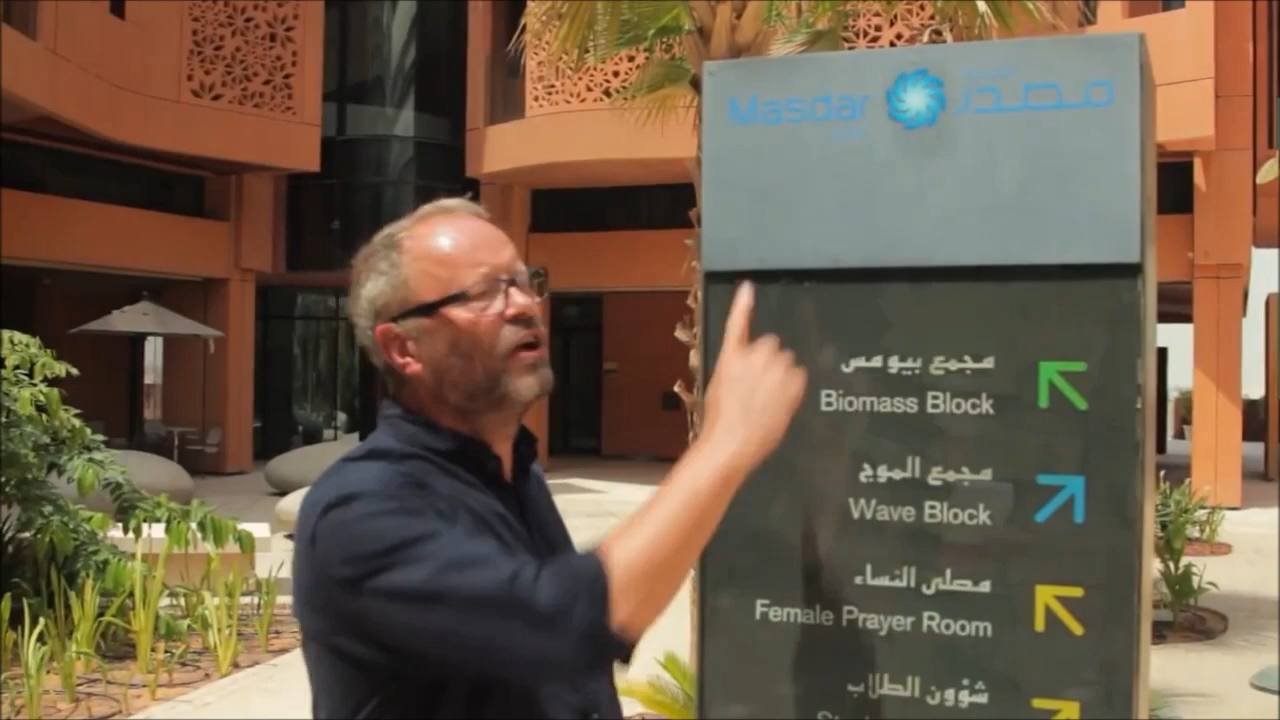 Masdar مصدر
مجمع بيومس
Biomass Block
مجمع الموج
Wave Block
مصلى النساء
Female Prayer Room
شؤون الطلاب